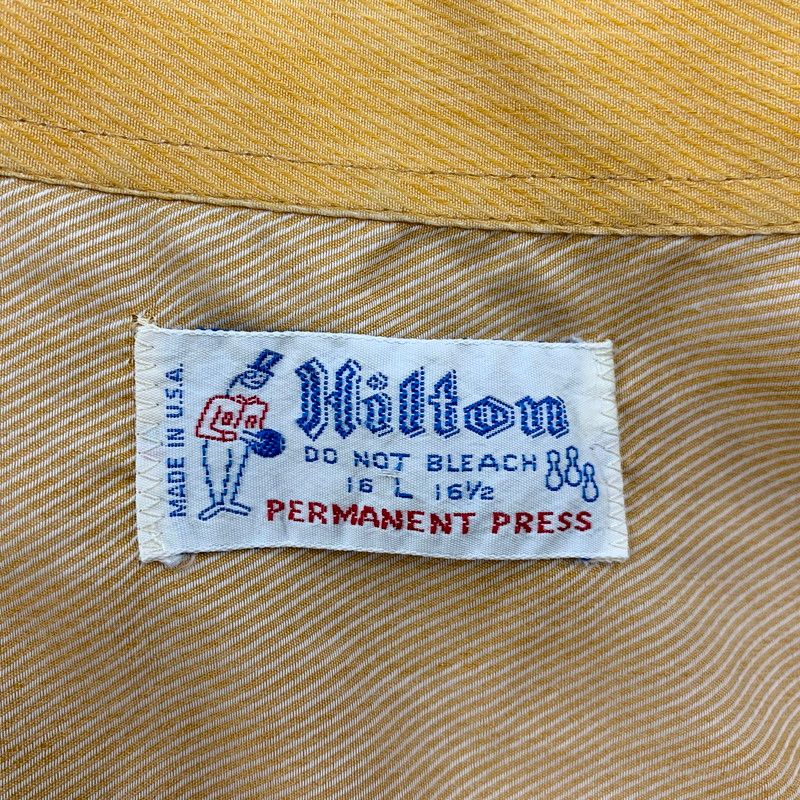 MADE IN U.S.A.
Hilton
DO NOT BLEACH
16 L 16½
PERMANENT PRESS